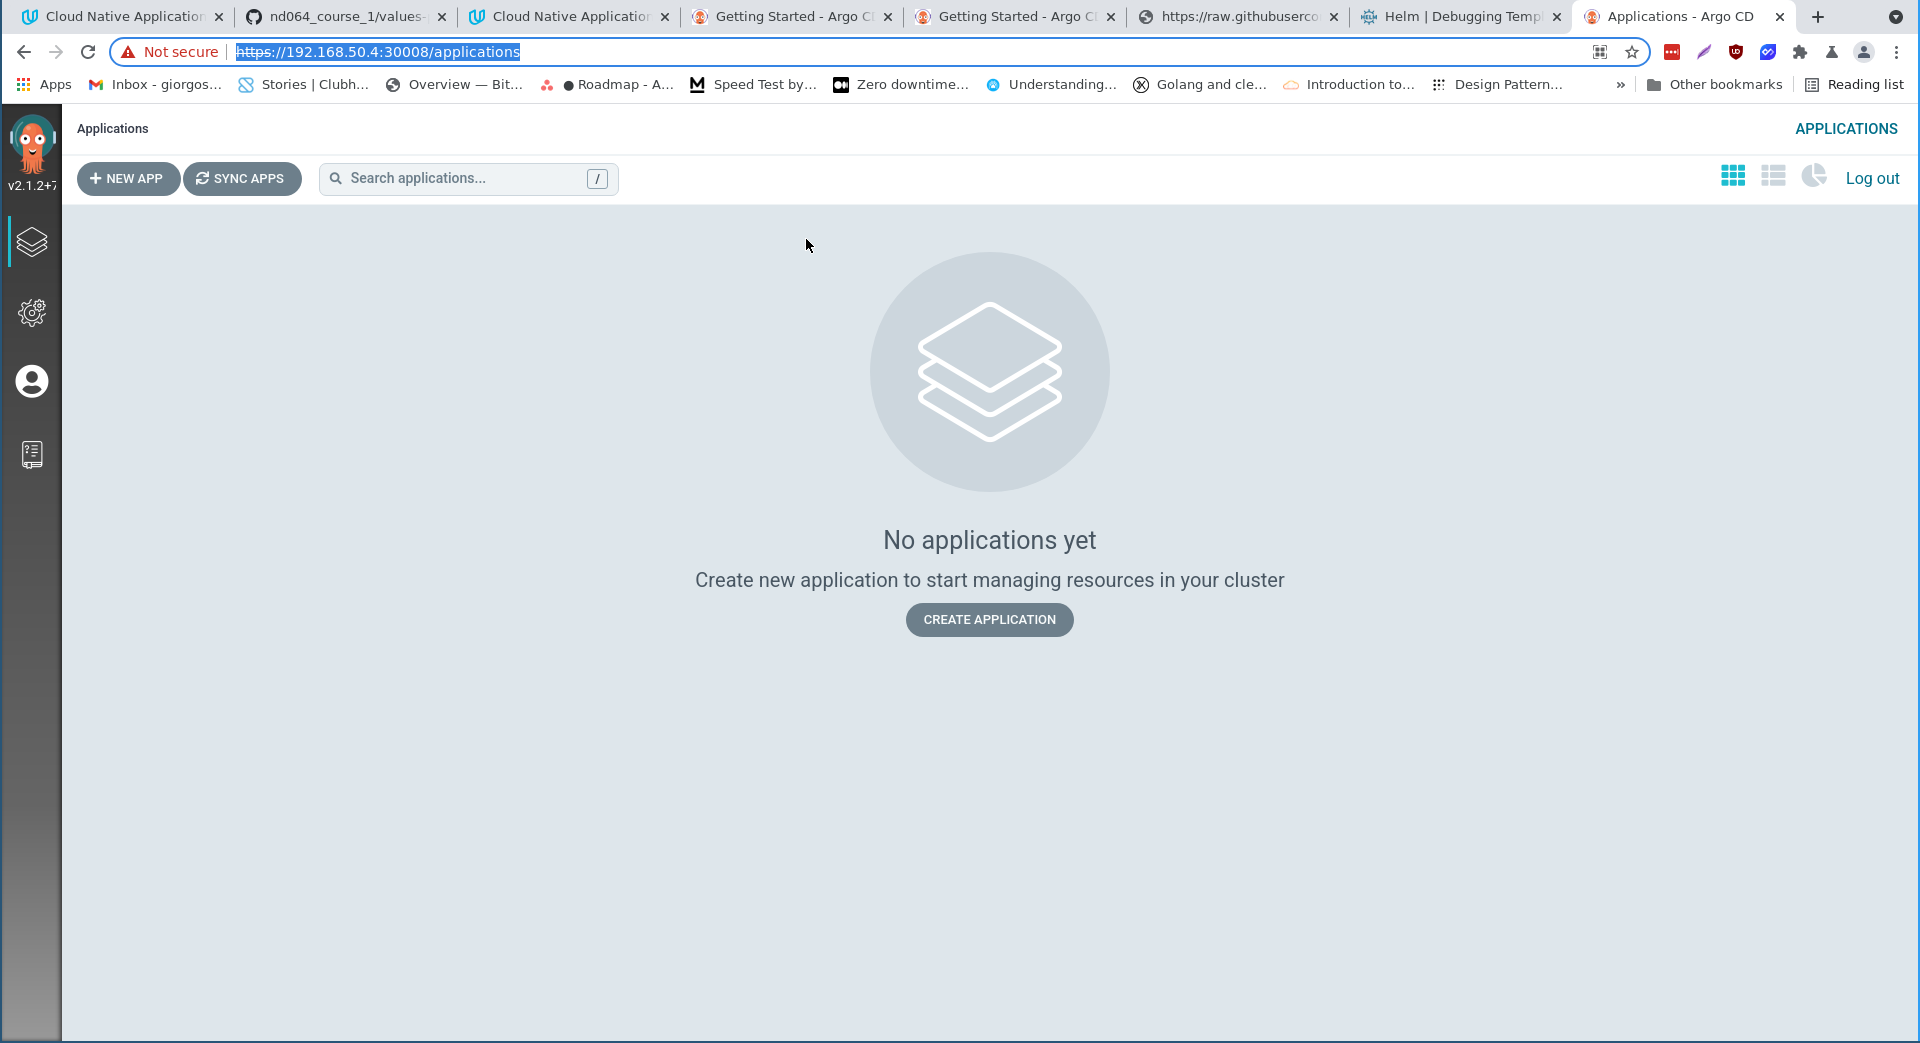 Cloud Native Application
nd064_course_1/values-
Cloud Native Application
Getting Started - Argo CD
Getting Started - Argo CD
https://raw.githubuserco
Helm | Debugging Templ
Applications - Argo CD
Not secure https://192.168.50.4:30008/applications
Apps
Inbox - giorgos...
Stories | Clubh...
Overview — Bit...
● Roadmap - A...
Speed Test by...
Zero downtime...
Understanding...
Golang and cle...
Introduction to...
Design Pattern...
»
Other bookmarks
Reading list
Applications
APPLICATIONS
v2.1.2+7
+ NEW APP
SYNC APPS
Search applications...
/
Log out
No applications yet
Create new application to start managing resources in your cluster
CREATE APPLICATION